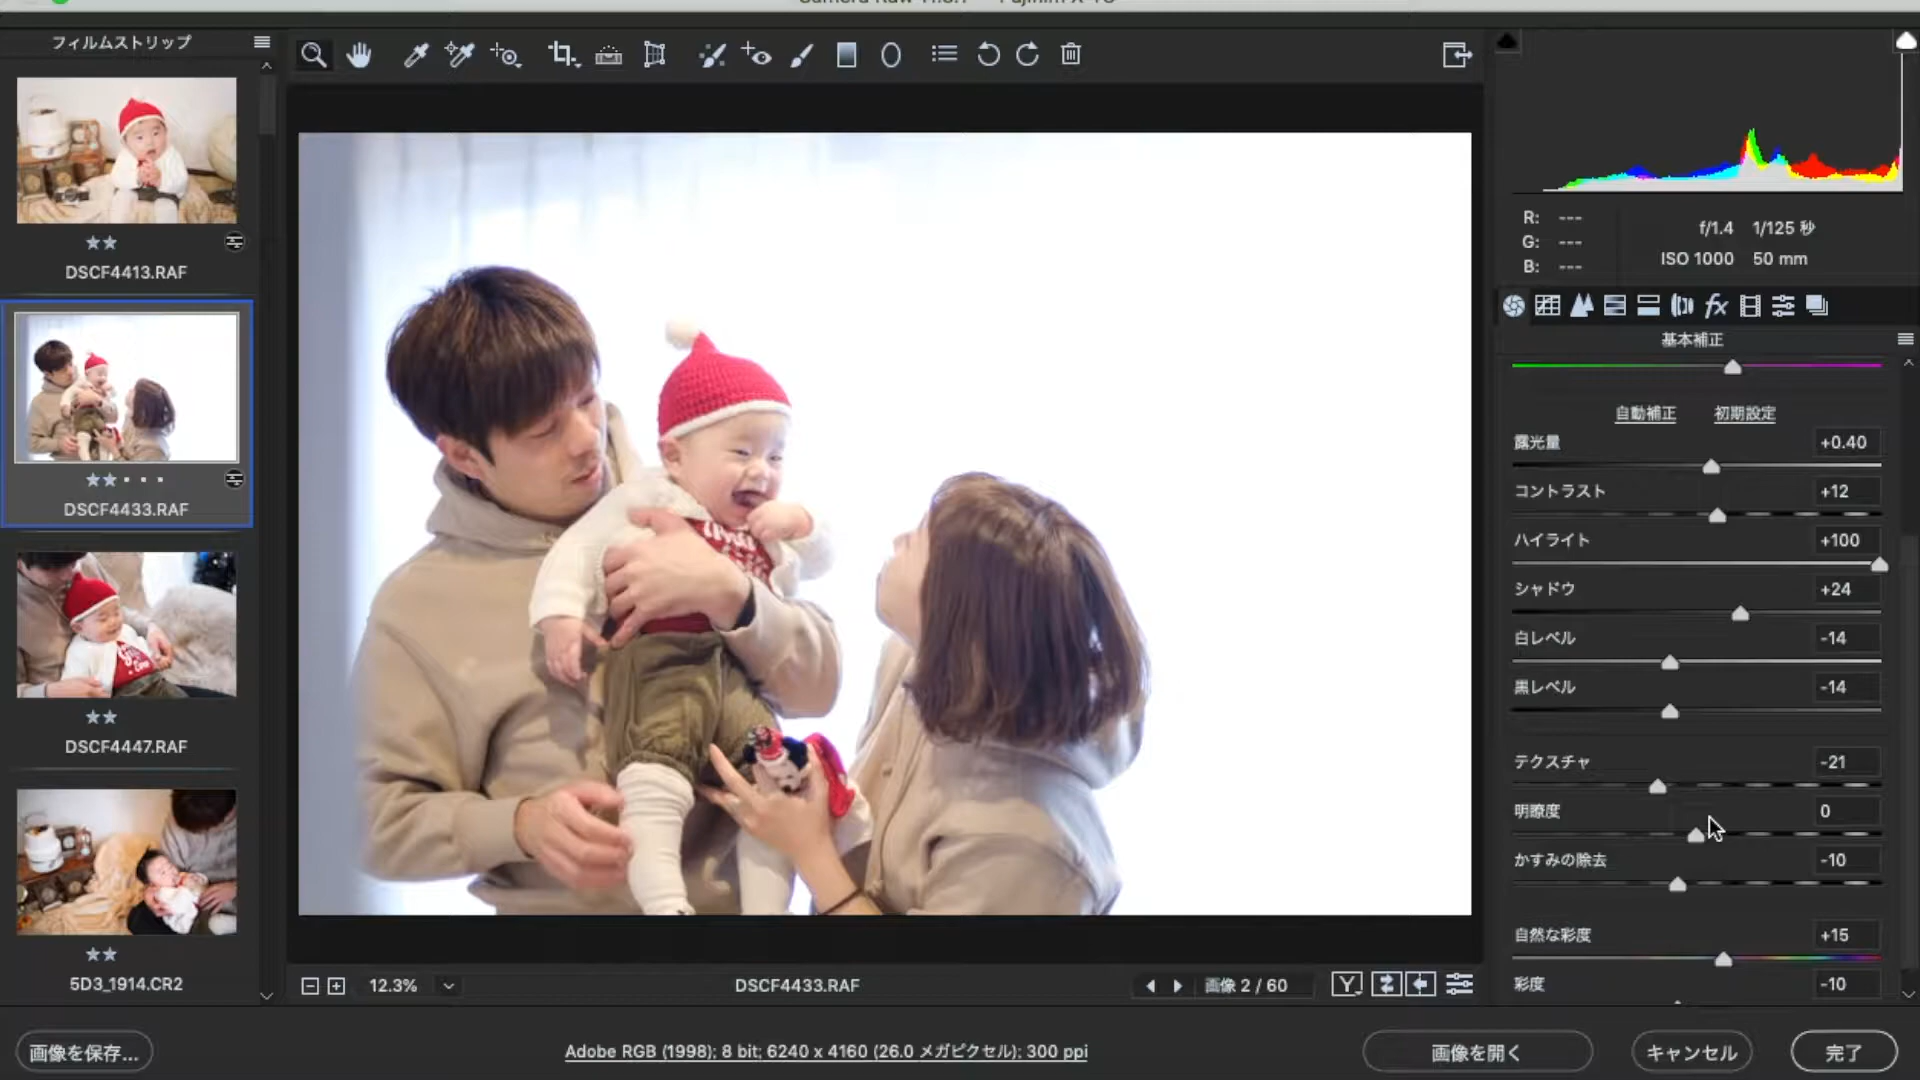 フィルムストリップ
DSCF4413.RAF
DSCF4433.RAF
DSCF4447.RAF
5D3_1914.CR2
12.3%
DSCF4433.RAF
画像 2 / 60
R: ---
G: ---
B: ---
f/1.4 1/125 秒
ISO 1000 50 mm
基本補正
自動補正 初期設定
露光量 +0.40
コントラスト +12
ハイライト +100
シャドウ +24
白レベル -14
黒レベル -14
テクスチャ -21
明瞭度 0
かすみの除去 -10
自然な彩度 +15
彩度 -10
画像を保存...
Adobe RGB (1998); 8 bit; 6240 x 4160 (26.0 メガピクセル); 300 ppi
画像を開く
キャンセル
完了